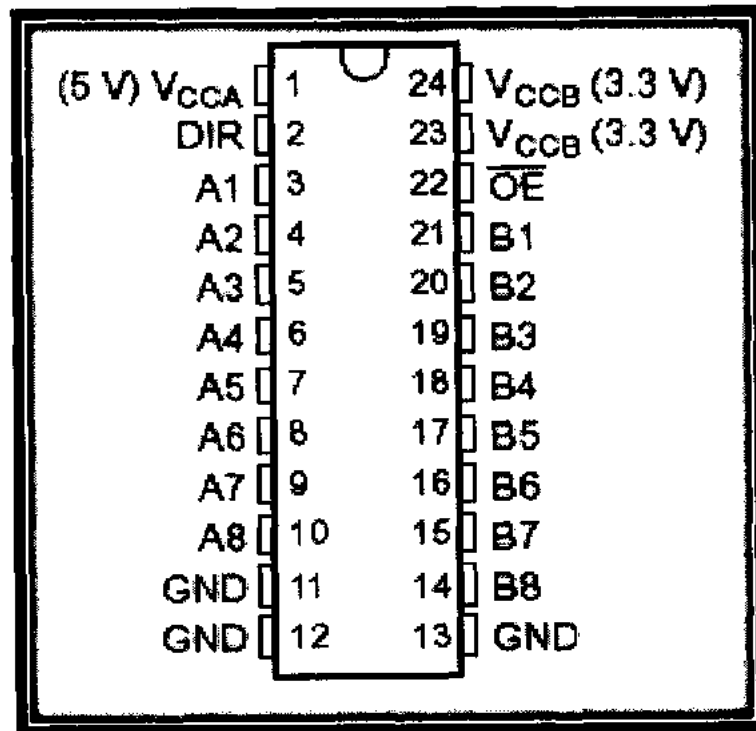 (5 V) VCCA 1 24 VCCB (3.3 V)
DIR 2 23 VCCB (3.3 V)
A1 3 22 O̅E̅
A2 4 21 B1
A3 5 20 B2
A4 6 19 B3
A5 7 18 B4
A6 8 17 B5
A7 9 16 B6
A8 10 15 B7
GND 11 14 B8
GND 12 13 GND